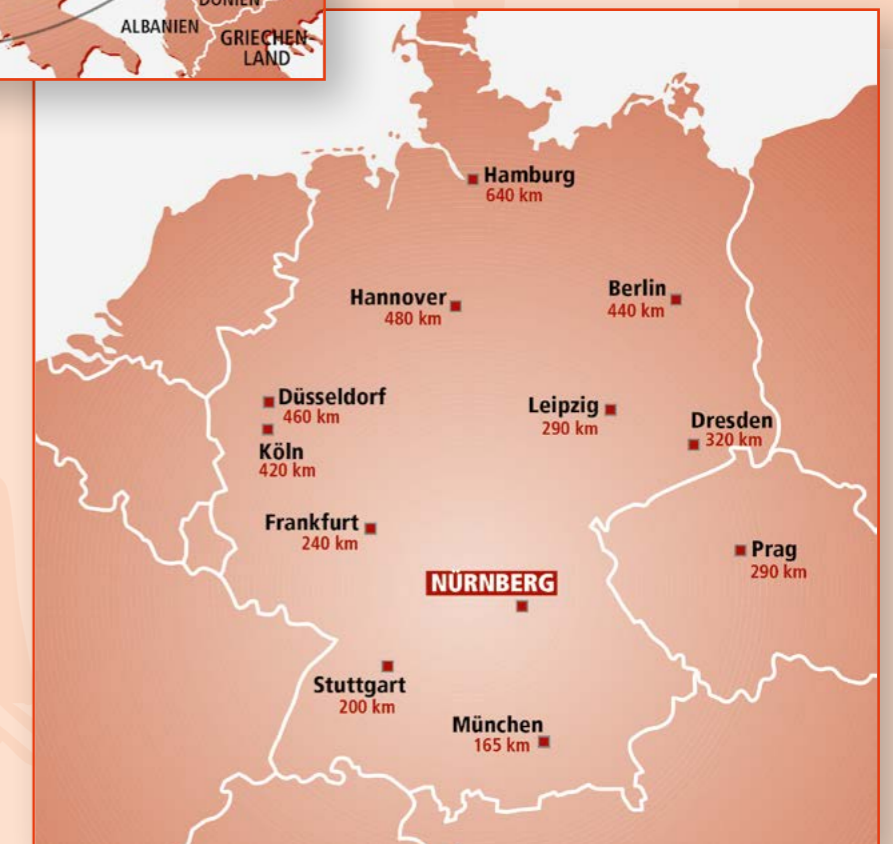 ALBANIEN
GRIECHEN-
LAND
Hamburg
640 km
Hannover
480 km
Berlin
440 km
Düsseldorf
460 km
Köln
420 km
Leipzig
290 km
Dresden
320 km
Frankfurt
240 km
Prag
290 km
NÜRNBERG
Stuttgart
200 km
München
165 km